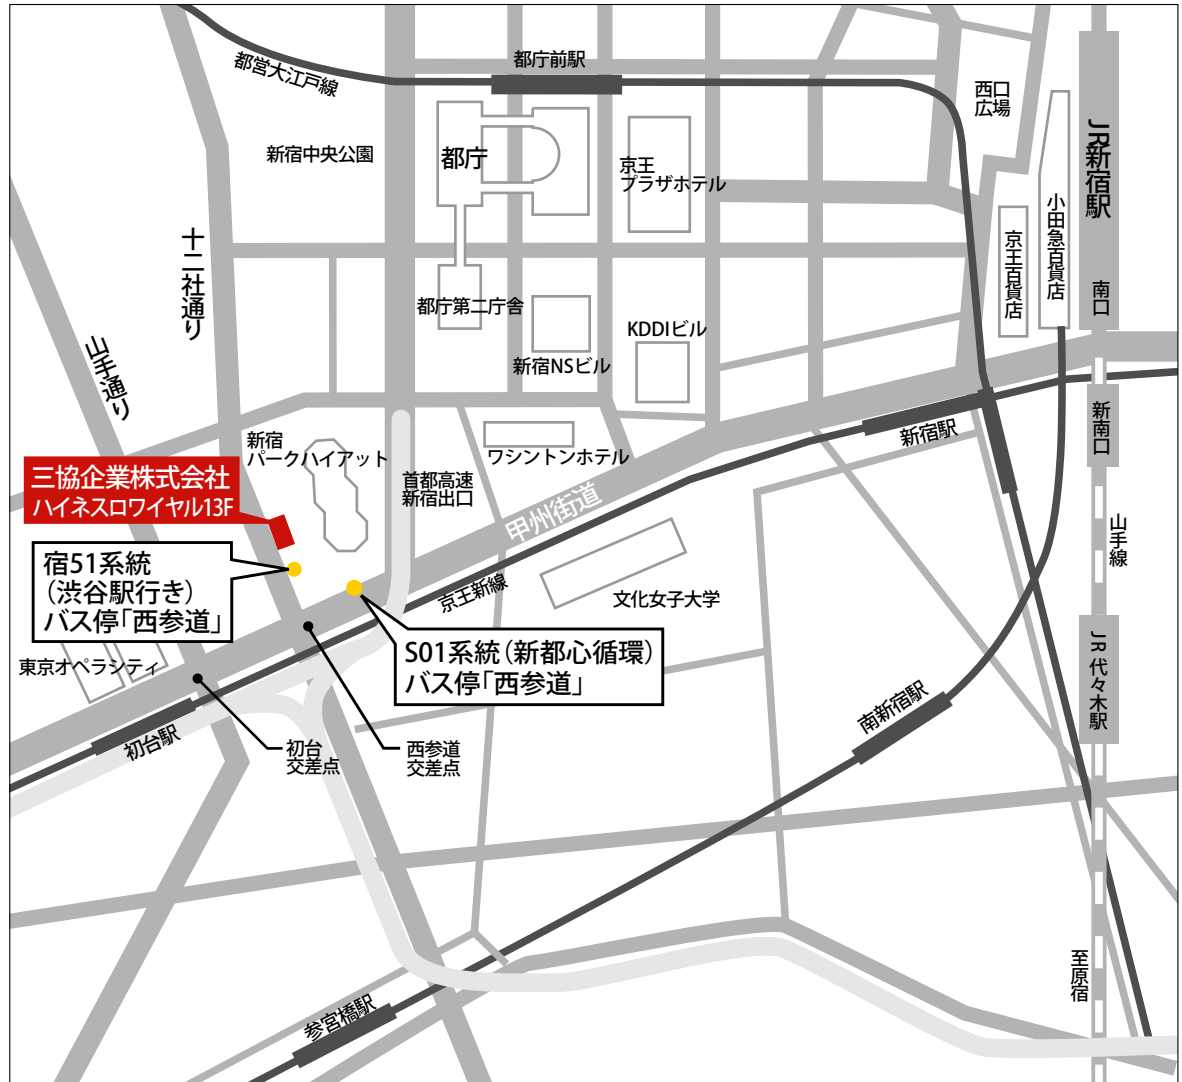 都営大江戸線
都庁前駅
西口
広場
JR新宿駅
新宿中央公園
都庁
京王
プラザホテル
小田急百貨店
京王百貨店
南口
十二社通り
都庁第二庁舎
新宿NSビル
KDDIビル
山手通り
新宿
パークハイアット
首都高速
新宿出口
ワシントンホテル
新宿駅
新南口
三協企業株式会社
ハイネスロワイヤル13F
甲州街道
山手線
宿51系統
(渋谷駅行き)
バス停「西参道」
京王新線
文化女子大学
S01系統(新都心循環)
バス停「西参道」
東京オペラシティ
JR 代々木駅
南新宿駅
初台駅
初台
交差点
西参道
交差点
至原宿
参宮橋駅